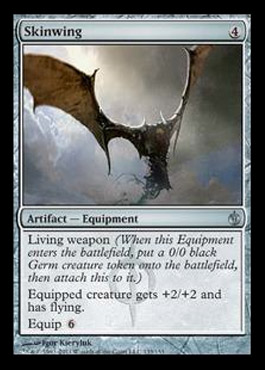 Skinwing 4
Artifact — Equipment
Living weapon (When this Equipment
enters the battlefield, put a 0/0 black
Germ creature token onto the battlefield,
then attach this to it.)
Equipped creature gets +2/+2 and
has flying.
Equip 6
Igor Kieryluk